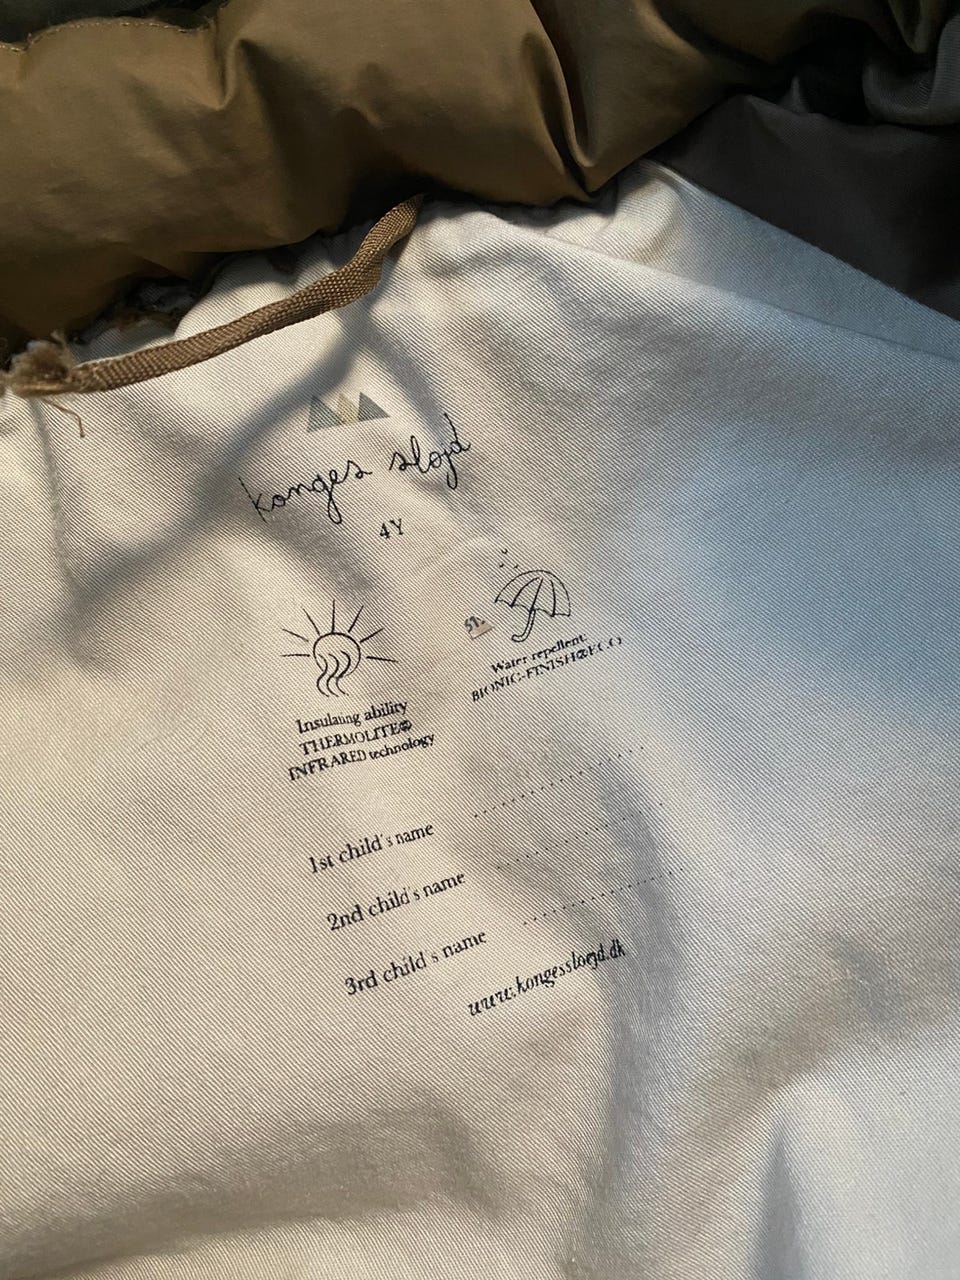 konges sløjd
4Y
Insulating ability
THERMOLITE®
INFRARED technology
Water repellent:
BIONIC-FINISH®ECO
1st child's name
2nd child's name
3rd child's name
www.kongessloejd.dk